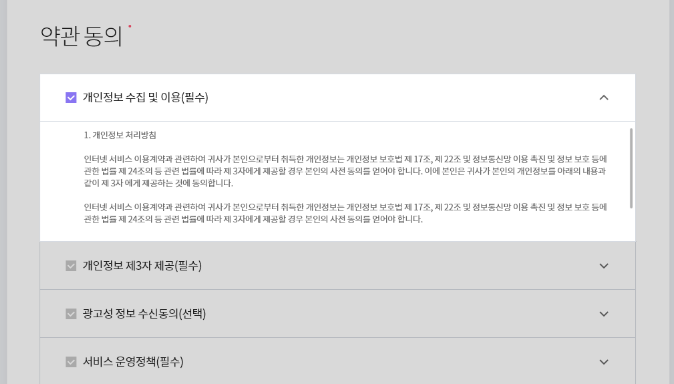 약관 동의 *
개인정보 수집 및 이용(필수)
1. 개인정보 처리방침
인터넷 서비스 이용계약과 관련하여 귀사가 본인으로부터 취득한 개인정보는 개인정보 보호법 제 17조, 제 22조 및 정보통신망 이용 촉진 및 정보 보호 등에
관한 법률 제 24조의 등 관련 법률에 따라 제 3자에게 제공할 경우 본인의 사전 동의를 얻어야 합니다. 이에 본인은 귀사가 본인의 개인정보를 아래의 내용과
같이 제 3자 에게 제공하는 것에 동의합니다.
인터넷 서비스 이용계약과 관련하여 귀사가 본인으로부터 취득한 개인정보는 개인정보 보호법 제 17조, 제 22조 및 정보통신망 이용 촉진 및 정보 보호 등에
관한 법률 제 24조의 등 관련 법률에 따라 제 3자에게 제공할 경우 본인의 사전 동의를 얻어야 합니다.
개인정보 제3자 제공(필수)
광고성 정보 수신동의(선택)
서비스 운영정책(필수)